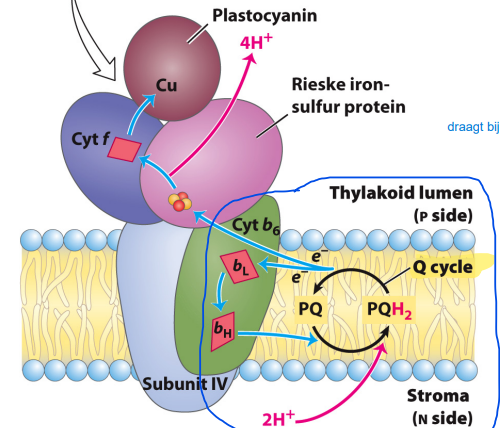 Plastocyanin
4H⁺
Cu
Rieske iron-
sulfur protein
Cyt f
draagt bij
Thylakoid lumen
(P side)
Cyt b₆
e⁻
e⁻
Q cycle
bL
PQ
PQH₂
bH
Subunit IV
Stroma
2H⁺
(N side)